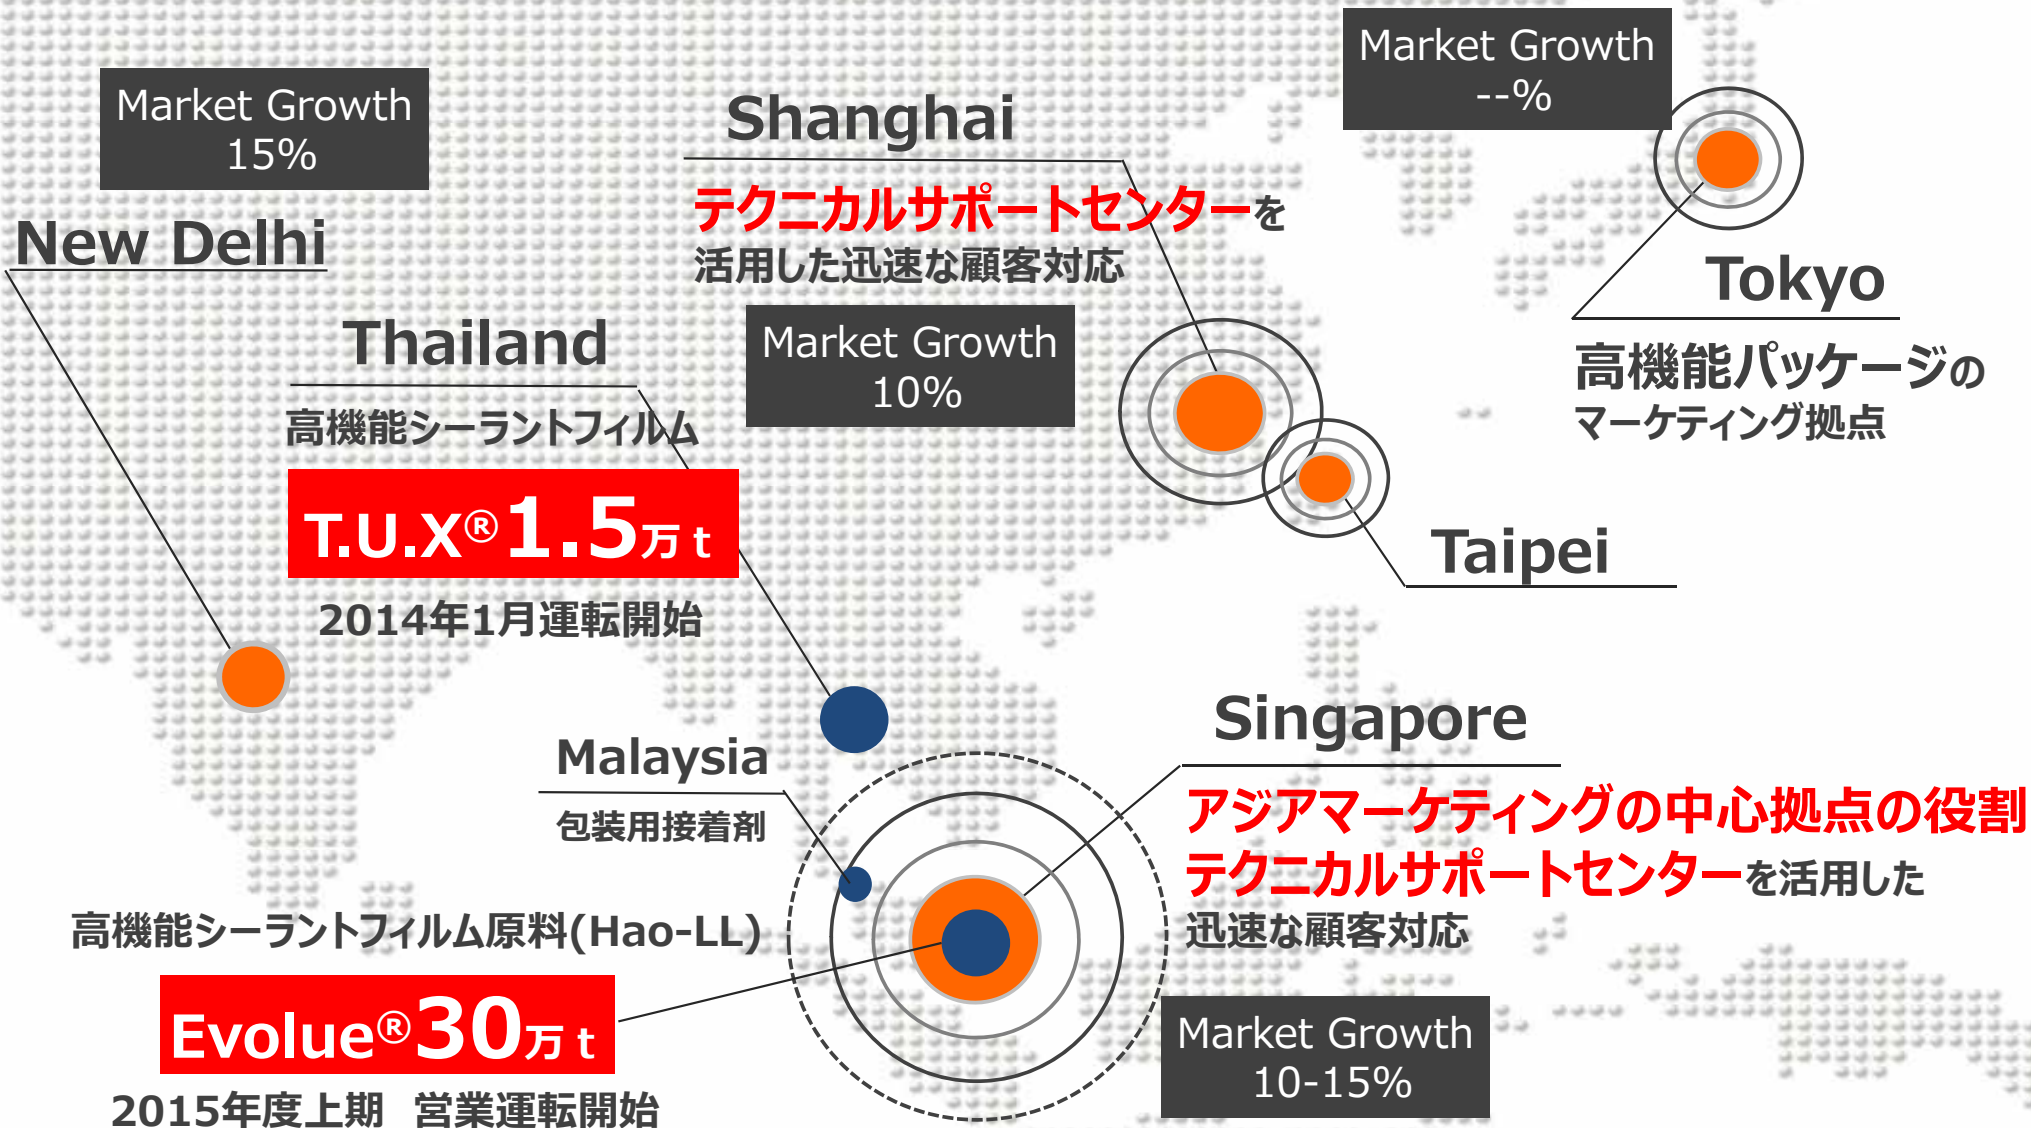 Market Growth
--%
Market Growth
15%
Shanghai
テクニカルサポートセンターを
活用した迅速な顧客対応
Market Growth
10%
New Delhi
Tokyo
高機能パッケージの
マーケティング拠点
Thailand
高機能シーラントフィルム
T.U.X®1.5万 t
2014年1月運転開始
Taipei
Malaysia
包装用接着剤
Singapore
アジアマーケティングの中心拠点の役割
テクニカルサポートセンターを活用した
迅速な顧客対応
Market Growth
10-15%
高機能シーラントフィルム原料(Hao-LL)
Evolue®30万 t
2015年度上期 営業運転開始